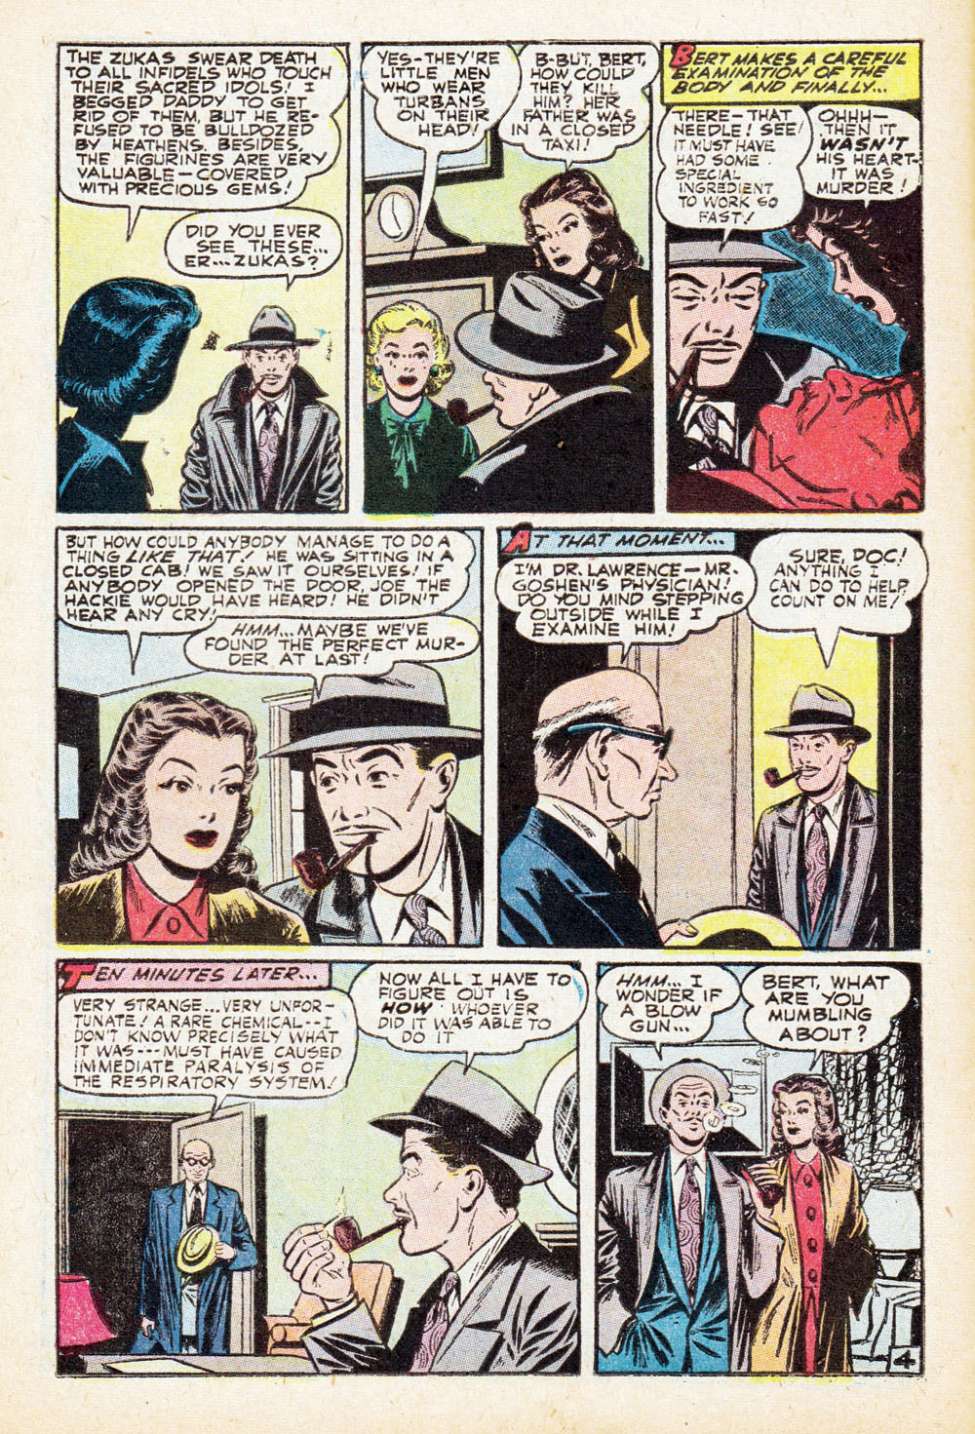 THE ZUKAS SWEAR DEATH
TO ALL INFIDELS WHO TOUCH
THEIR SACRED IDOLS! I
BEGGED DADDY TO GET
RID OF THEM, BUT HE RE-
FUSED TO BE BULLDOZED
BY HEATHENS. BESIDES,
THE FIGURINES ARE VERY
VALUABLE—COVERED
WITH PRECIOUS GEMS!
DID YOU EVER
SEE THESE...
ER...ZUKAS?
YES-THEY'RE
LITTLE MEN
WHO WEAR
TURBANS
ON THEIR
HEAD!
B-BUT, BERT,
HOW COULD
THEY KILL
HIM? HER
FATHER WAS
IN A CLOSED
TAXI!
BERT MAKES A CAREFUL
EXAMINATION OF THE
BODY AND FINALLY...
THERE-THAT
NEEDLE! SEE!
IT MUST HAVE
HAD SOME
SPECIAL
INGREDIENT
TO WORK SO
FAST!
OHHH-
THEN IT
WASN'T
HIS HEART-
IT WAS
MURDER!
BUT HOW COULD ANYBODY MANAGE TO DO A
THING LIKE THAT! HE WAS SITTING IN A
CLOSED CAB! WE SAW IT OURSELVES! IF
ANYBODY OPENED THE DOOR, JOE THE
HACKIE WOULD HAVE HEARD! HE DIDN'T
HEAR ANY CRY!
HMM...MAYBE WE'VE
FOUND THE PERFECT MUR-
DER AT LAST!
AT THAT MOMENT...
I'M DR. LAWRENCE-MR.
GOSHEN'S PHYSICIAN!
DO YOU MIND STEPPING
OUTSIDE WHILE I
EXAMINE HIM!
SURE, DOC!
ANYTHING I
CAN DO TO HELP,
COUNT ON ME!
TEN MINUTES LATER...
VERY STRANGE...VERY UNFOR-
TUNATE! A RARE CHEMICAL--I
DON'T KNOW PRECISELY WHAT
IT WAS---MUST HAVE CAUSED
IMMEDIATE PARALYSIS OF
THE RESPIRATORY SYSTEM!
NOW ALL I HAVE TO
FIGURE OUT IS
HOW WHOEVER
DID IT WAS ABLE TO
DO IT
HMM... I
WONDER IF
A BLOW
GUN...
BERT, WHAT
ARE YOU
MUMBLING
ABOUT?
4